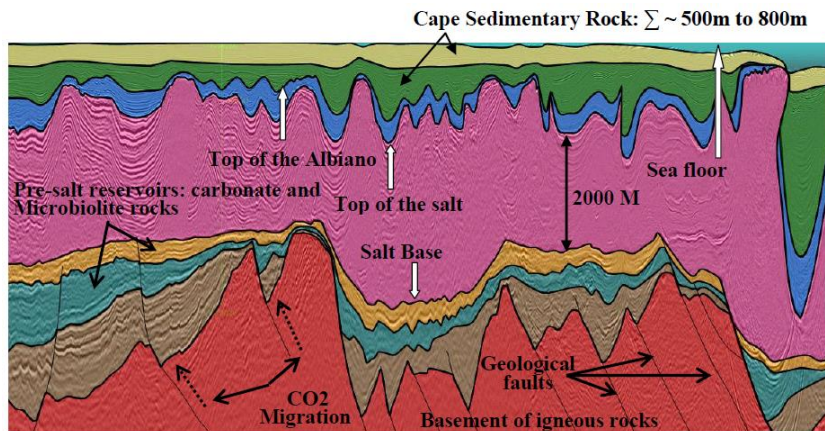 Cape Sedimentary Rock: ∑ ~ 500m to 800m
Top of the Albiano
Sea floor
Pre-salt reservoirs: carbonate and
Microbiolite rocks
Top of the salt
2000 M
Salt Base
Geological
faults
CO2
Migration
Basement of igneous rocks